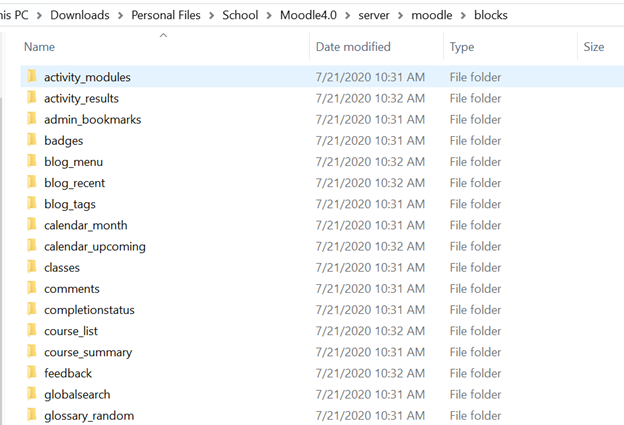 his PC > Downloads > Personal Files > School > Moodle4.0 > server > moodle > blocks
Name Date modified Type Size
activity_modules 7/21/2020 10:31 AM File folder
activity_results 7/21/2020 10:32 AM File folder
admin_bookmarks 7/21/2020 10:31 AM File folder
badges 7/21/2020 10:31 AM File folder
blog_menu 7/21/2020 10:32 AM File folder
blog_recent 7/21/2020 10:32 AM File folder
blog_tags 7/21/2020 10:31 AM File folder
calendar_month 7/21/2020 10:31 AM File folder
calendar_upcoming 7/21/2020 10:32 AM File folder
classes 7/21/2020 10:31 AM File folder
comments 7/21/2020 10:31 AM File folder
completionstatus 7/21/2020 10:31 AM File folder
course_list 7/21/2020 10:32 AM File folder
course_summary 7/21/2020 10:31 AM File folder
feedback 7/21/2020 10:32 AM File folder
globalsearch 7/21/2020 10:31 AM File folder
glossary_random 7/21/2020 10:31 AM File folder